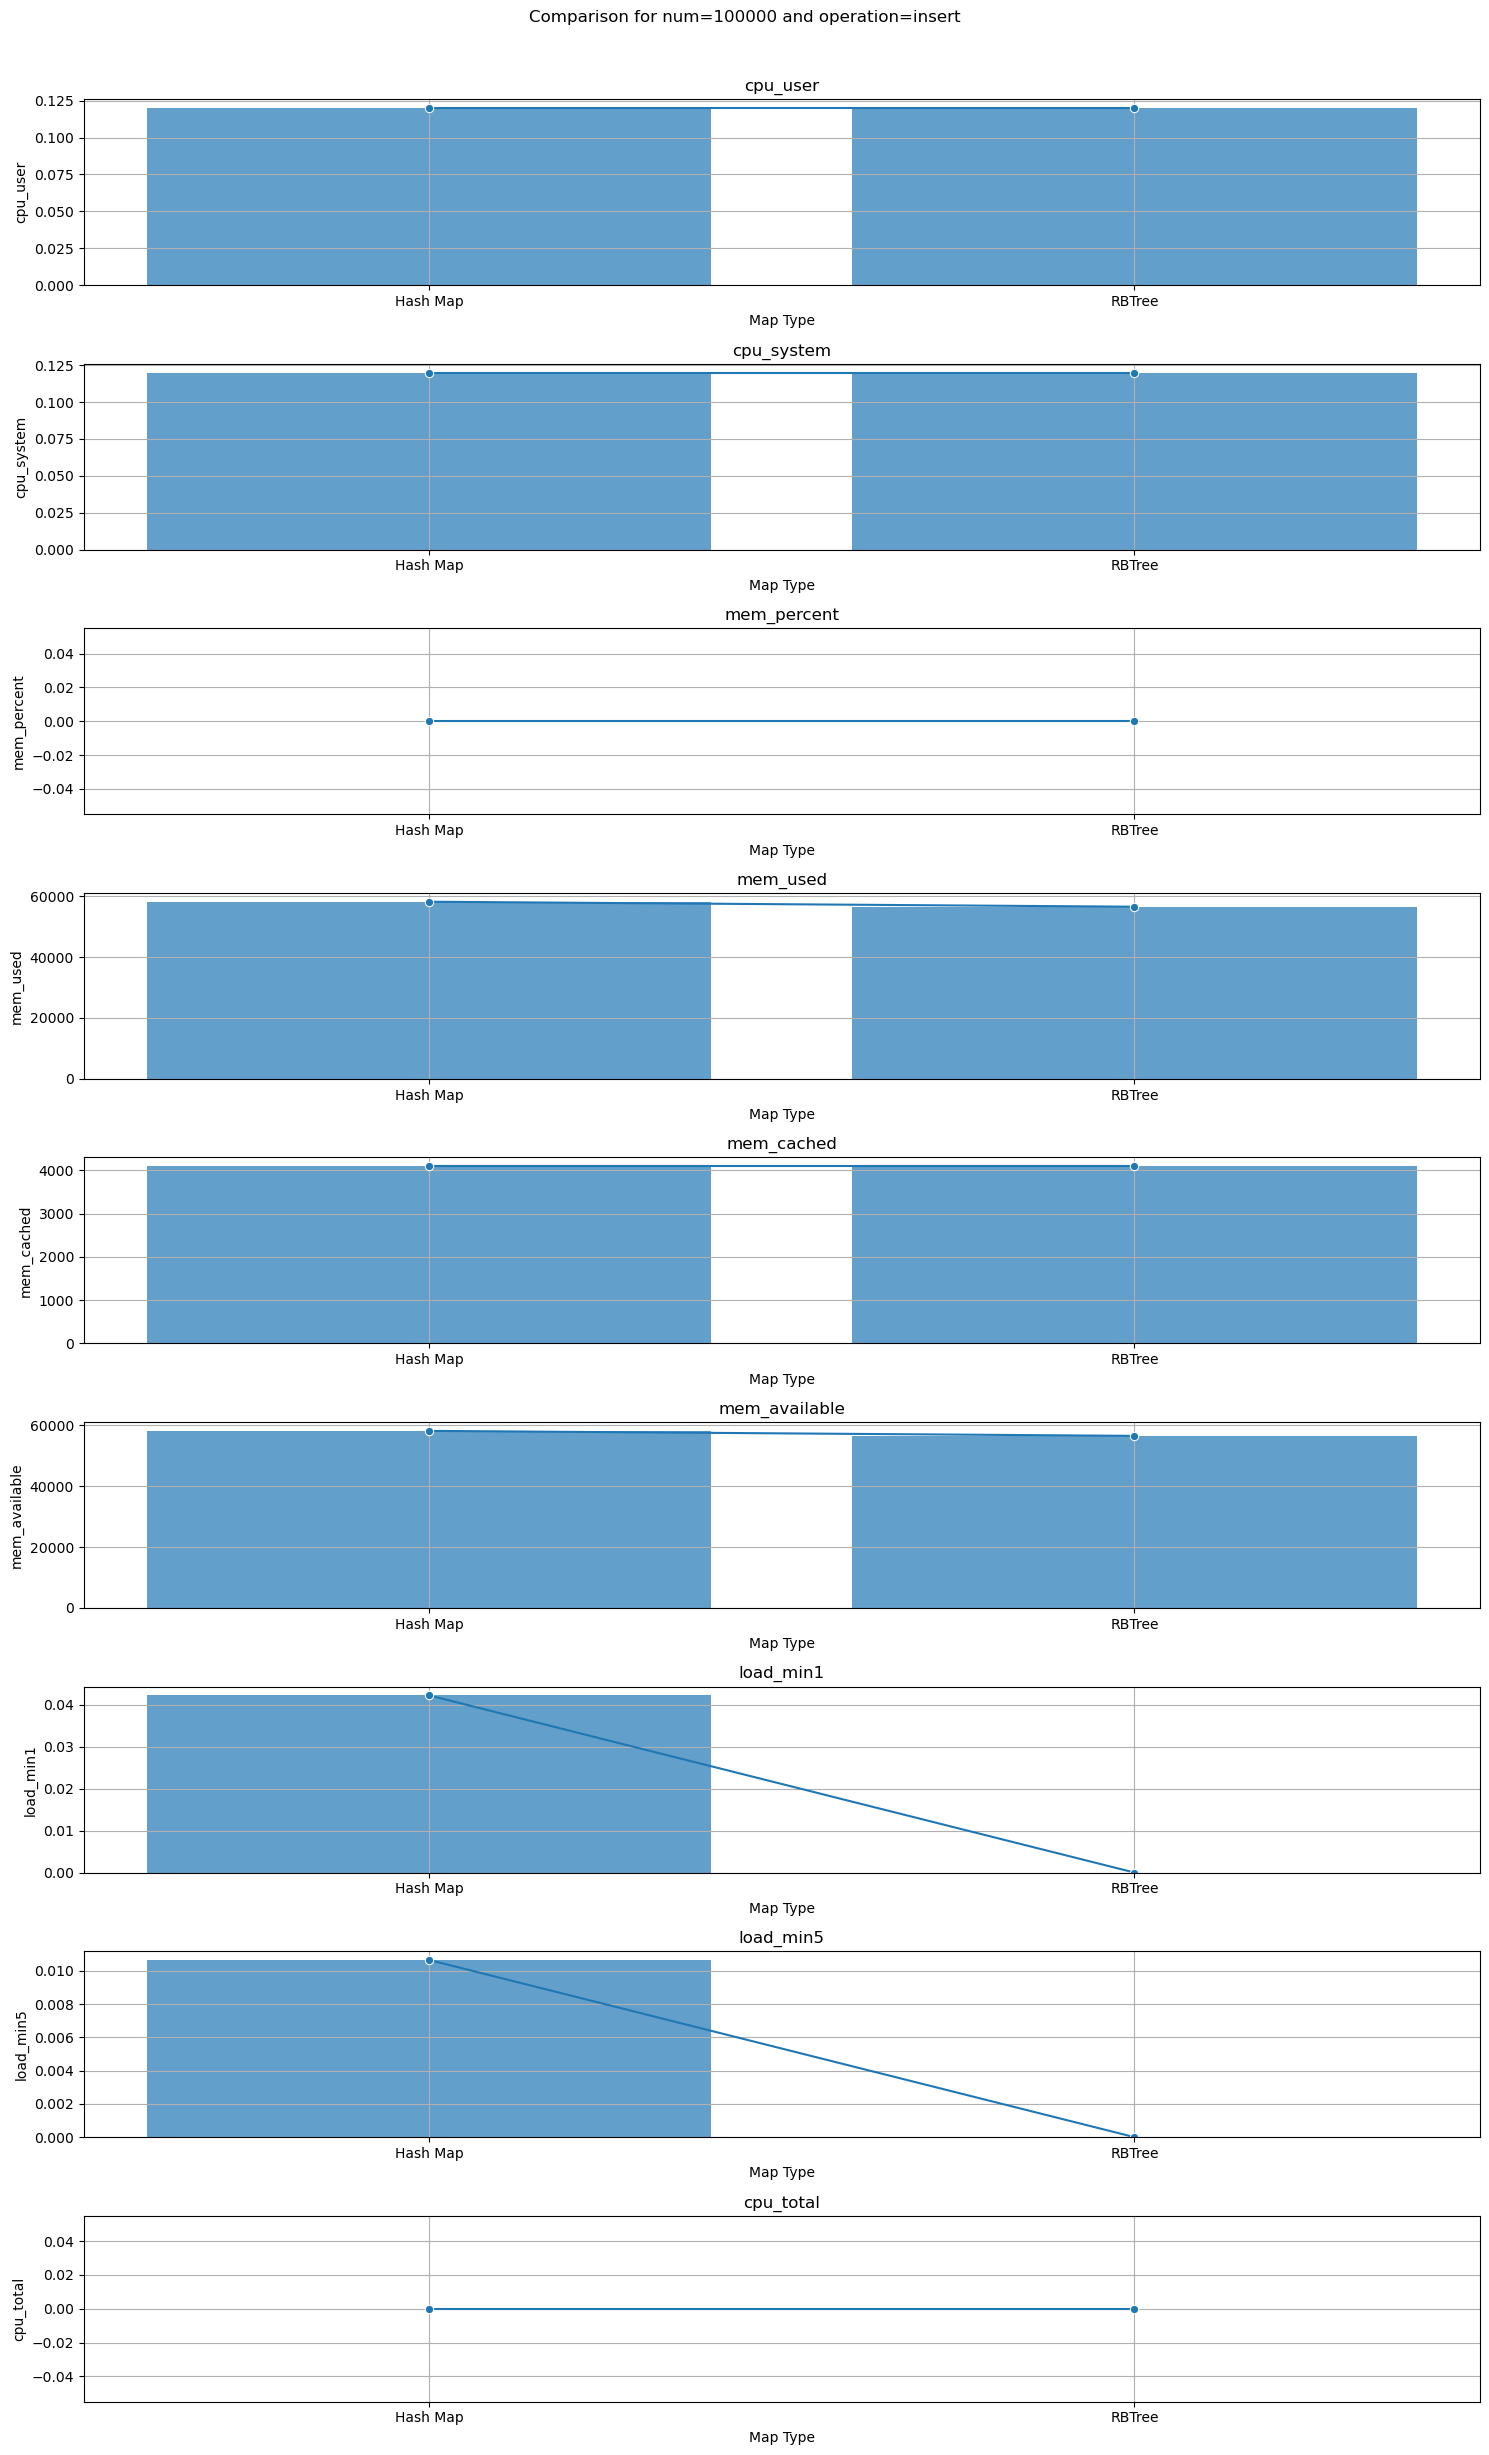 Comparison for num=100000 and operation=insert
cpu_user
0.125
0.100
0.075
0.050
0.025
0.000
cpu_user
Hash Map RBTree
Map Type
cpu_system
0.125
0.100
0.075
0.050
0.025
0.000
cpu_system
Hash Map RBTree
Map Type
mem_percent
0.04
0.02
0.00
−0.02
−0.04
mem_percent
Hash Map RBTree
Map Type
mem_used
60000
40000
20000
0
mem_used
Hash Map RBTree
Map Type
mem_cached
4000
3000
2000
1000
0
mem_cached
Hash Map RBTree
Map Type
mem_available
60000
40000
20000
0
mem_available
Hash Map RBTree
Map Type
load_min1
0.04
0.03
0.02
0.01
0.00
load_min1
Hash Map RBTree
Map Type
load_min5
0.010
0.008
0.006
0.004
0.002
0.000
load_min5
Hash Map RBTree
Map Type
cpu_total
0.04
0.02
0.00
−0.02
−0.04
cpu_total
Hash Map RBTree
Map Type